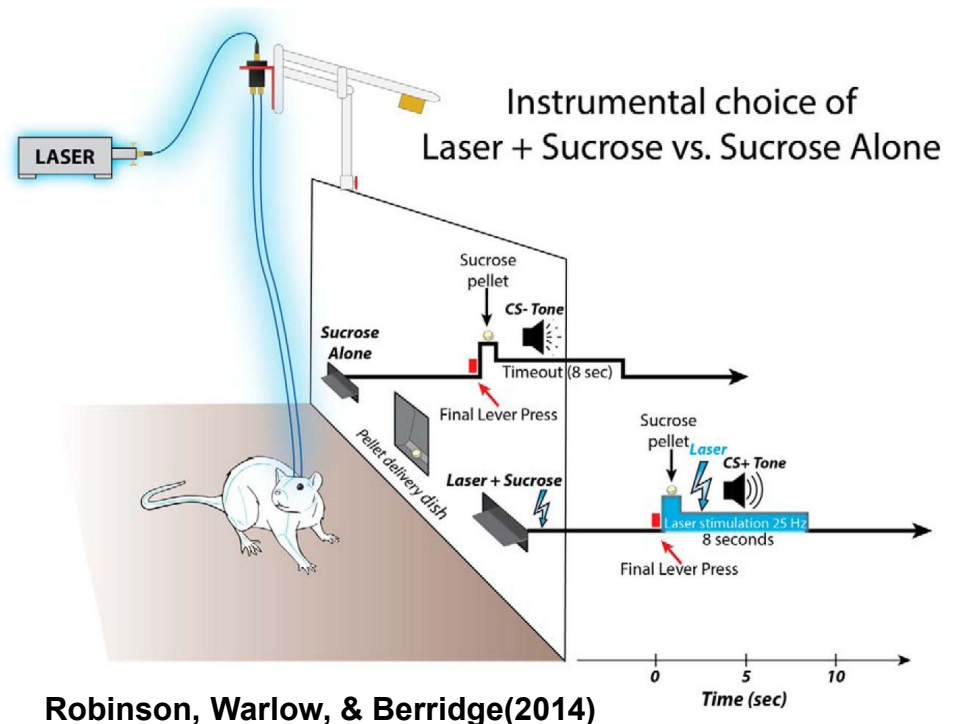 Instrumental choice of
Laser + Sucrose vs. Sucrose Alone
LASER
Sucrose
pellet
CS- Tone
Sucrose
Alone
Timeout (8 sec)
Final Lever Press
Pellet delivery dish
Sucrose
pellet
Laser
CS+ Tone
Laser + Sucrose
Laser stimulation 25 Hz
8 seconds
Final Lever Press
0 5 10
Time (sec)
Robinson, Warlow, & Berridge(2014)